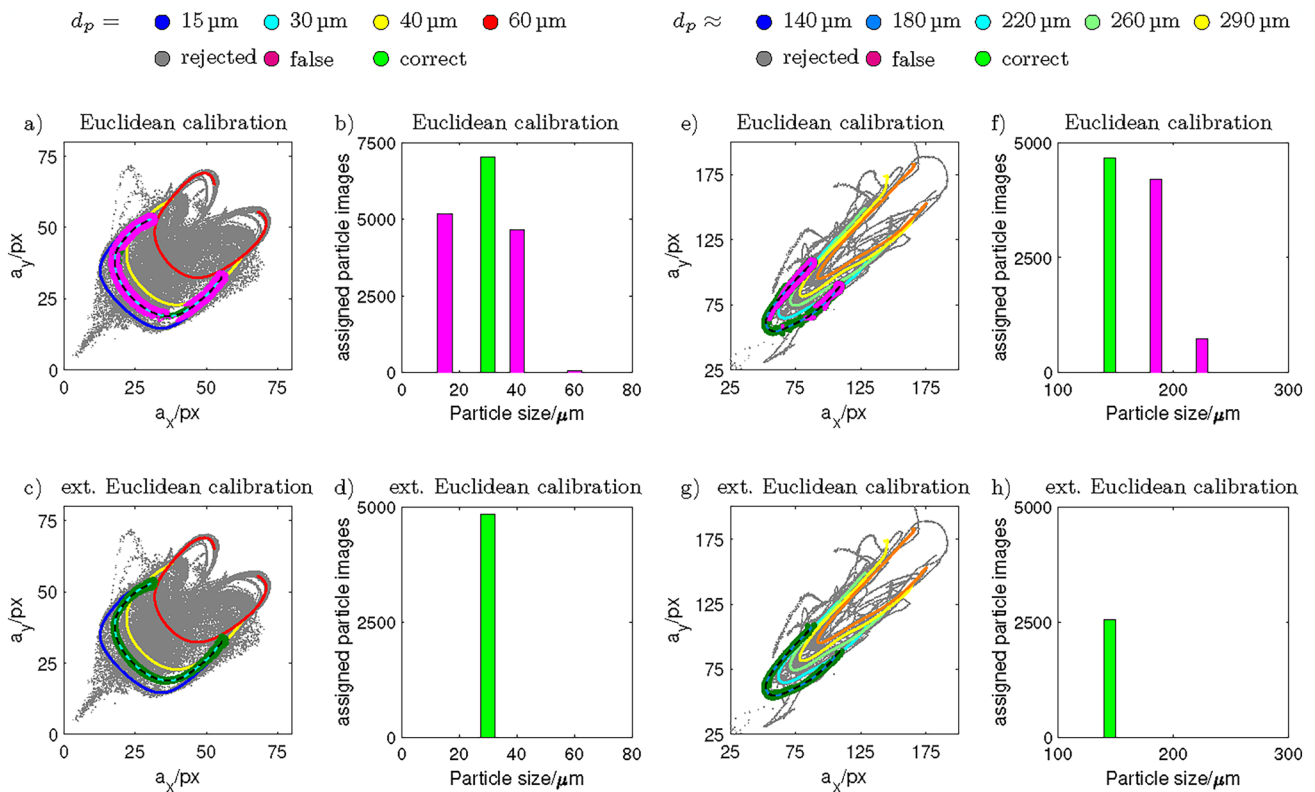 d_p = 15 µm 30 µm 40 µm 60 µm
rejected false correct
d_p ≈ 140 µm 180 µm 220 µm 260 µm 290 µm
rejected false correct
a) Euclidean calibration
75
50
25
0
0 25 50 75
a_y/px
a_x/px
b) Euclidean calibration
7500
5000
2500
0
0 20 40 60 80
assigned particle images
Particle size/µm
e) Euclidean calibration
175
125
75
25
25 75 125 175
a_y/px
a_x/px
f) Euclidean calibration
5000
2500
0
100 200 300
assigned particle images
Particle size/µm
c) ext. Euclidean calibration
75
50
25
0
0 25 50 75
a_y/px
a_x/px
d) ext. Euclidean calibration
5000
2500
0
0 20 40 60 80
assigned particle images
Particle size/µm
g) ext. Euclidean calibration
175
125
75
25
25 75 125 175
a_y/px
a_x/px
h) ext. Euclidean calibration
5000
2500
0
100 200 300
assigned particle images
Particle size/µm